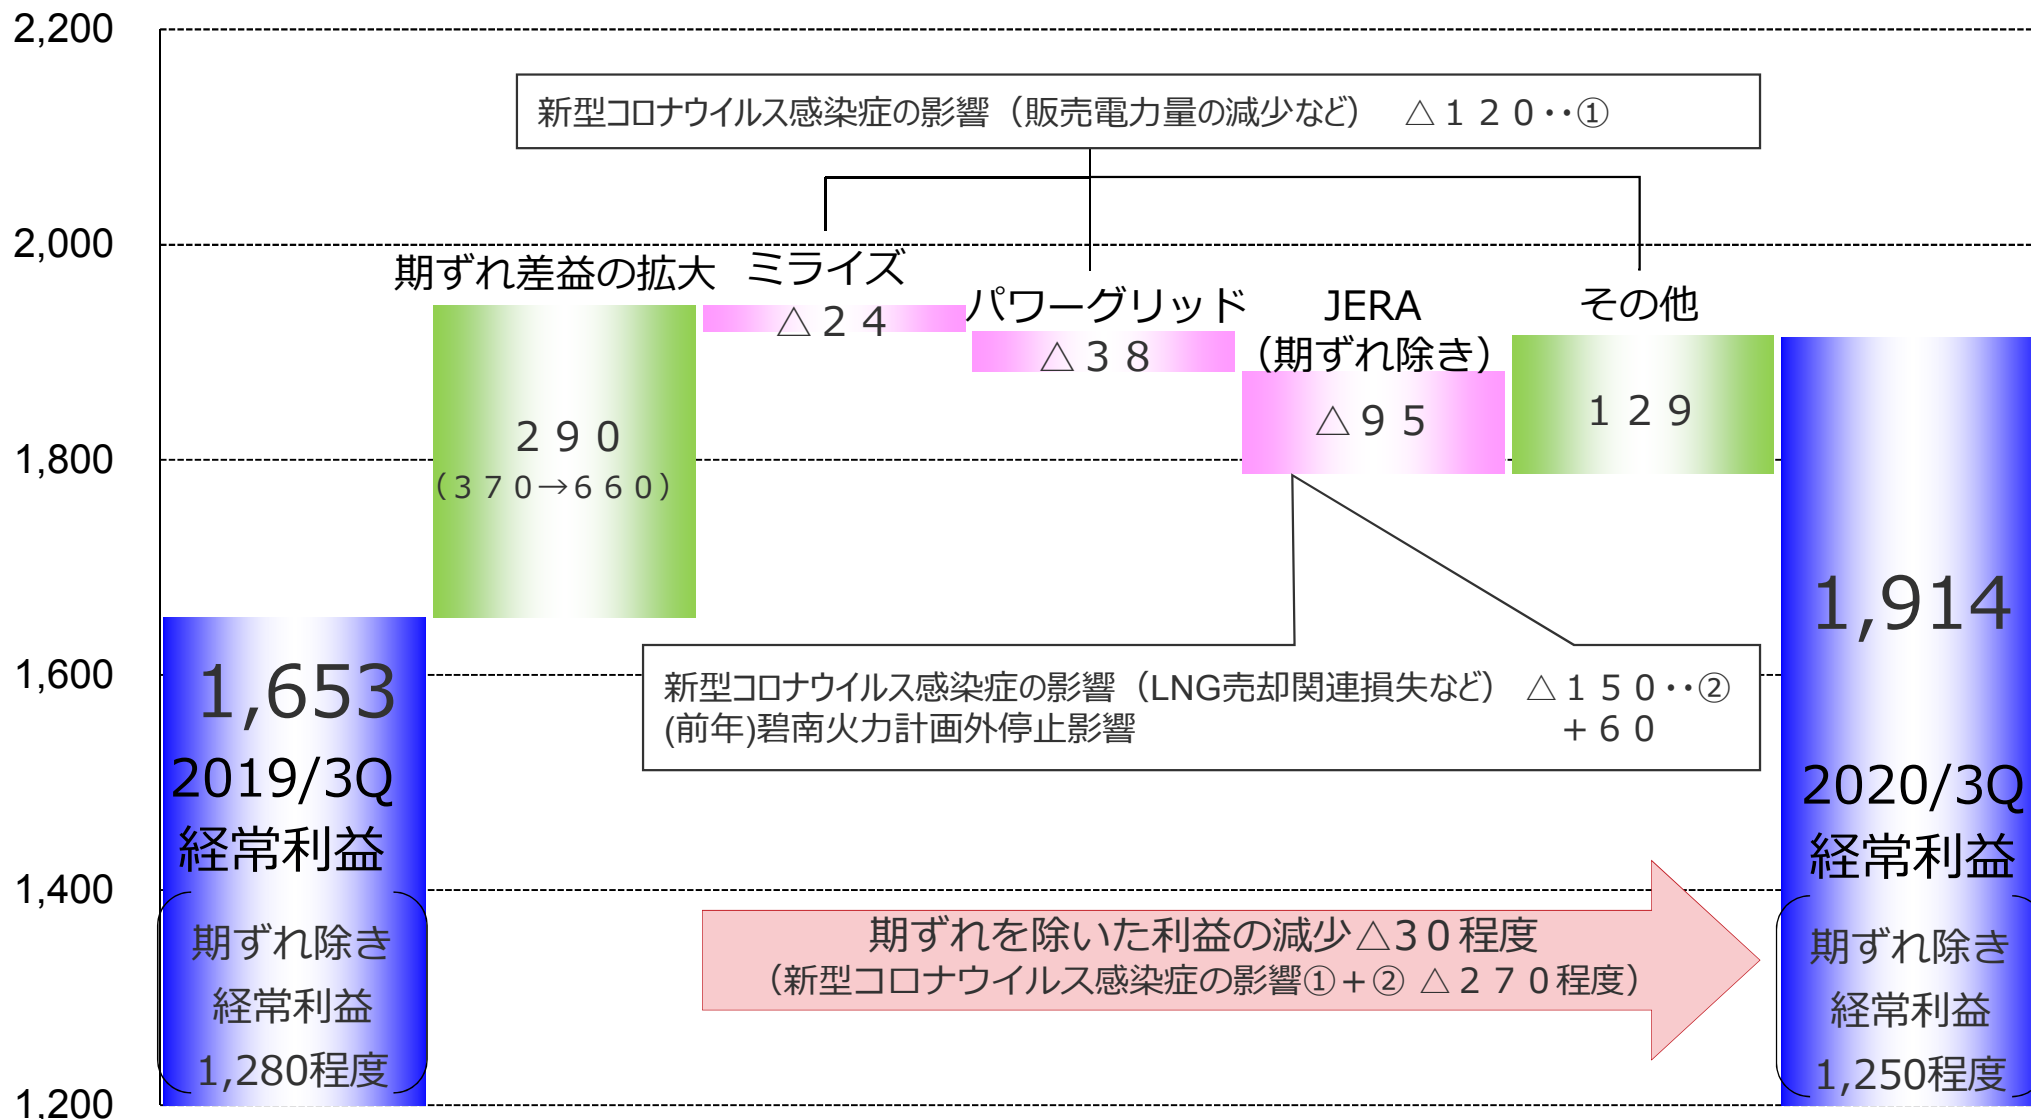 2,200
新型コロナウイルス感染症の影響（販売電力量の減少など） △１２０‥①
2,000
期ずれ差益の拡大
ミライズ
パワーグリッド
JERA
（期ずれ除き）
その他
△２４
△３８
△９５
１２９
２９０
（３７０→６６０）
1,800
1,600
1,653
2019/3Q
経常利益
新型コロナウイルス感染症の影響（LNG売却関連損失など） △１５０‥②
(前年)碧南火力計画外停止影響 ＋６０
1,914
2020/3Q
経常利益
1,400
期ずれ除き
経常利益
1,280程度
期ずれを除いた利益の減少△３０程度
（新型コロナウイルス感染症の影響①＋② △２７０程度）
期ずれ除き
経常利益
1,250程度
1,200